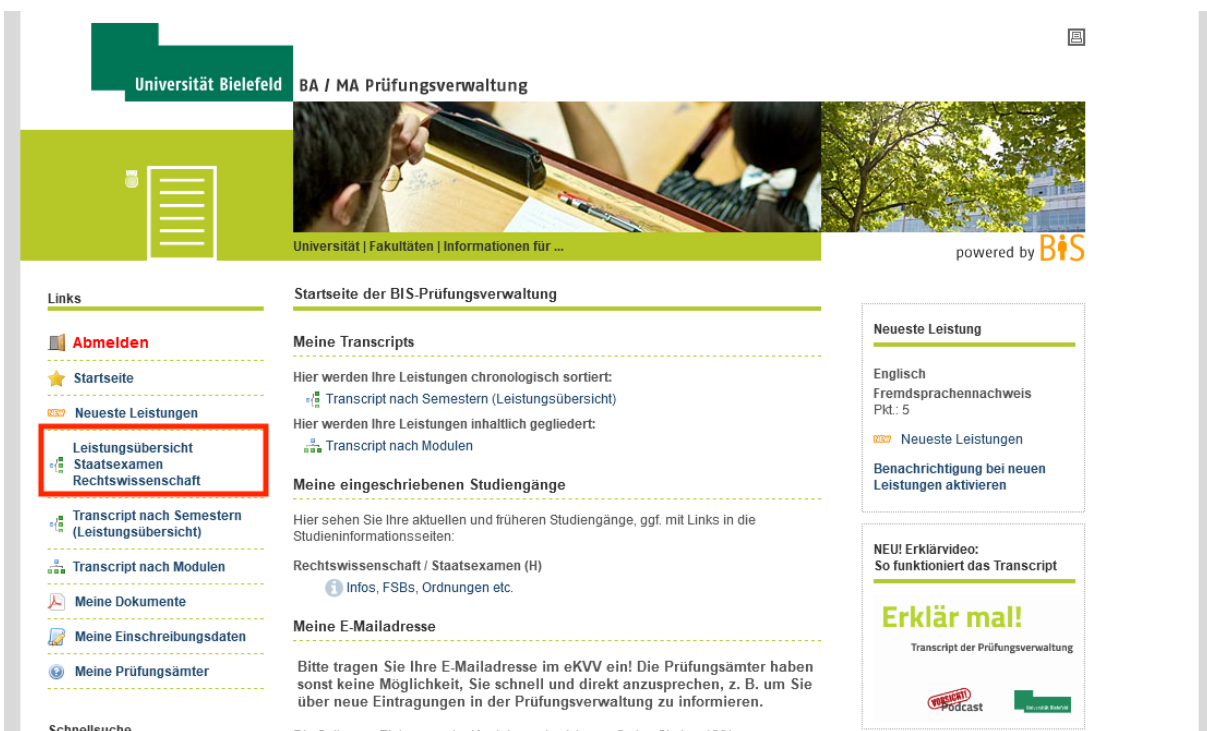 Universität Bielefeld
BA / MA Prüfungsverwaltung
Universität | Fakultäten | Informationen für ...
powered by BIS
Links
Abmelden
Startseite
NEW Neueste Leistungen
Leistungsübersicht
Staatsexamen
Rechtswissenschaft
Transcript nach Semestern
(Leistungsübersicht)
Transcript nach Modulen
Meine Dokumente
Meine Einschreibungsdaten
Meine Prüfungsämter
Schnellsuche
Startseite der BIS-Prüfungsverwaltung
Meine Transcripts
Hier werden Ihre Leistungen chronologisch sortiert:
Transcript nach Semestern (Leistungsübersicht)
Hier werden Ihre Leistungen inhaltlich gegliedert:
Transcript nach Modulen
Meine eingeschriebenen Studiengänge
Hier sehen Sie Ihre aktuellen und früheren Studiengänge, ggf. mit Links in die
Studieninformationsseiten:
Rechtswissenschaft / Staatsexamen (H)
Infos, FSBs, Ordnungen etc.
Meine E-Mailadresse
Bitte tragen Sie Ihre E-Mailadresse im eKVV ein! Die Prüfungsämter haben
sonst keine Möglichkeit, Sie schnell und direkt anzusprechen, z. B. um Sie
über neue Eintragungen in der Prüfungsverwaltung zu informieren.
Neueste Leistung
Englisch
Fremdsprachennachweis
Pkt.: 5
NEW Neueste Leistungen
Benachrichtigung bei neuen
Leistungen aktivieren
NEU! Erklärvideo:
So funktioniert das Transcript
Erklär mal!
Transcript der Prüfungsverwaltung
VORSICHT!
Podcast
Universität Bielefeld